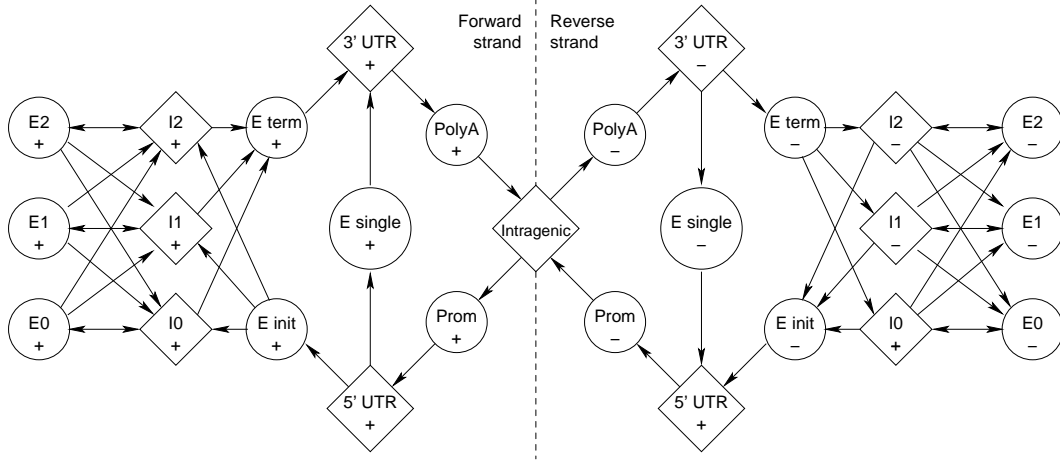 Forward strand
Reverse strand
3' UTR
+
3' UTR
–
E2
+
I2
+
E term
+
PolyA
+
PolyA
–
E term
–
I2
–
E2
–
E1
+
I1
+
E single
+
Intragenic
E single
–
I1
–
E1
–
E0
+
I0
+
E init
+
Prom
+
Prom
–
E init
–
I0
+
E0
–
5' UTR
+
5' UTR
+